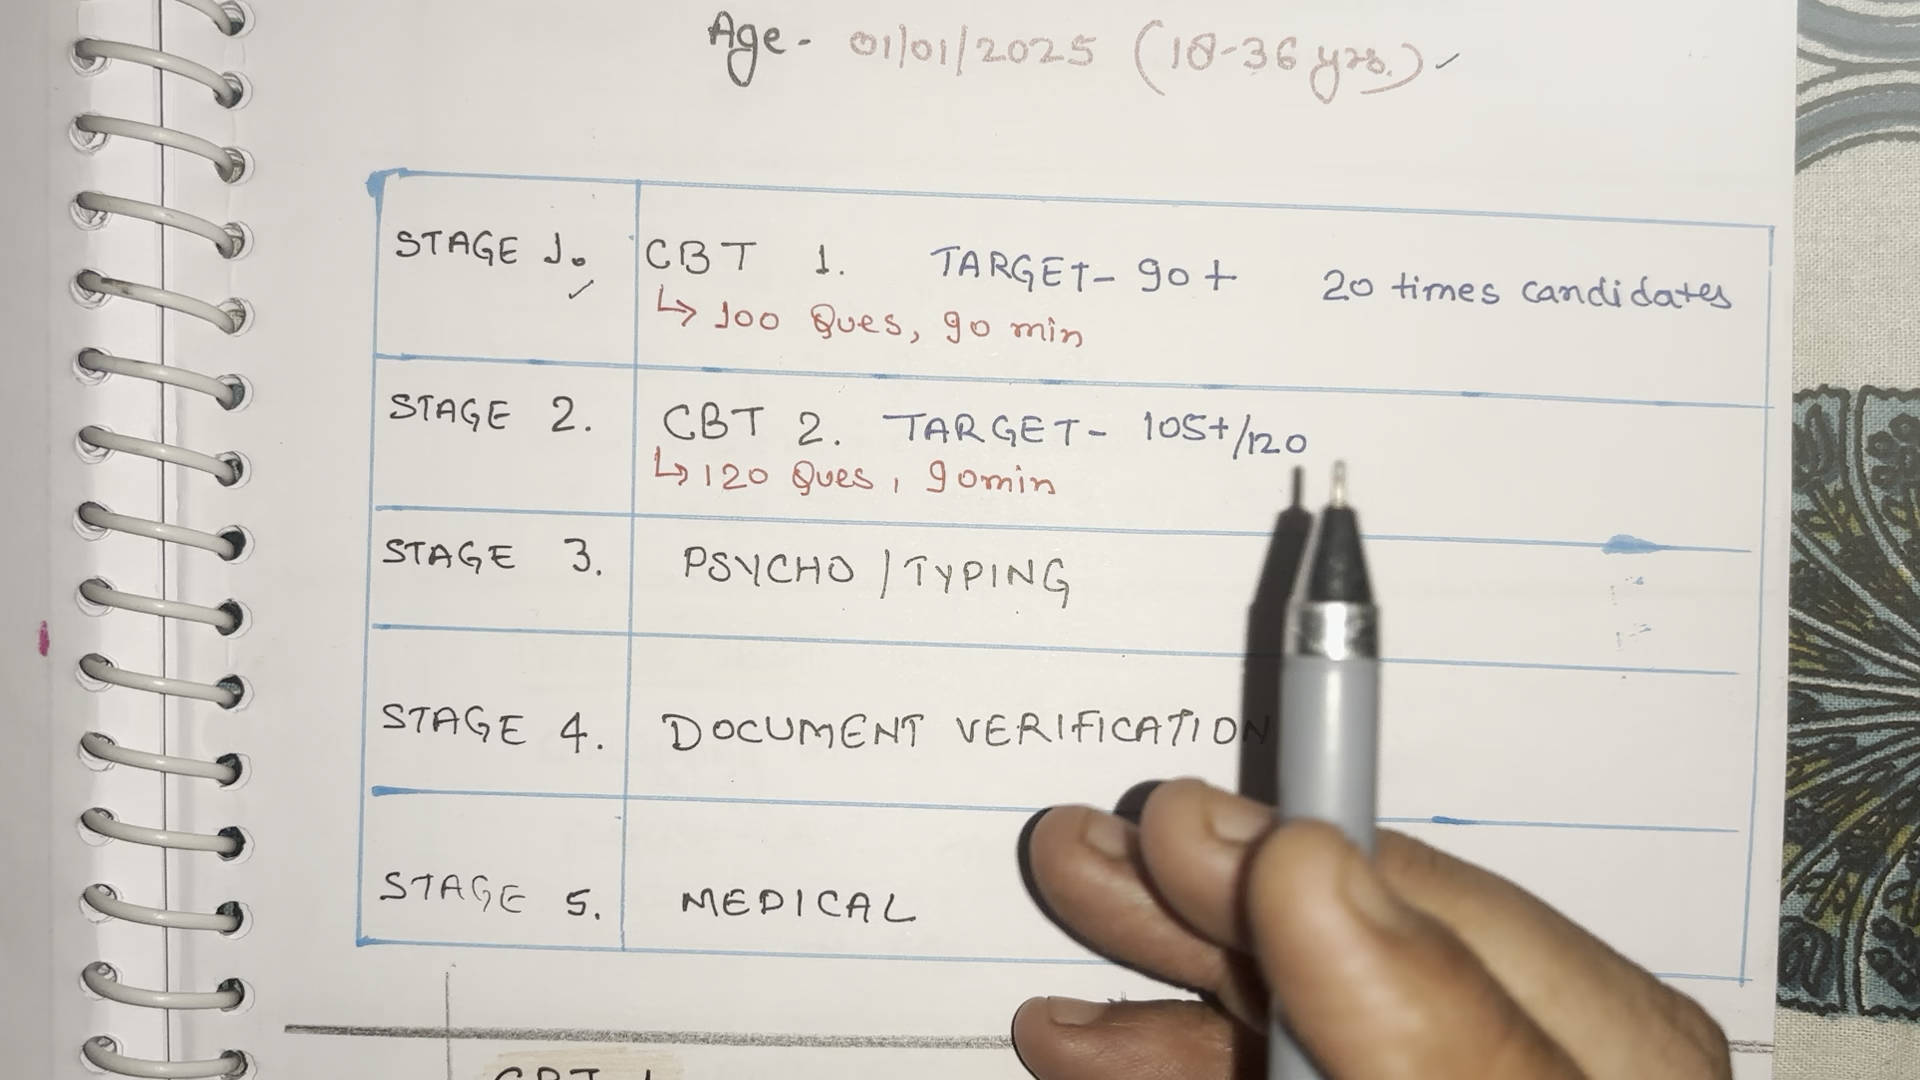 Age - 01/01/2025 (18-36 yrs.)
STAGE 1. CBT 1. TARGET - 90+ 20 times candidates
↳ 100 Ques, 90 min
STAGE 2. CBT 2. TARGET - 105+/120
↳ 120 Ques, 90min
STAGE 3. PSYCHO / TYPING
STAGE 4. DOCUMENT VERIFICATION
STAGE 5. MEDICAL